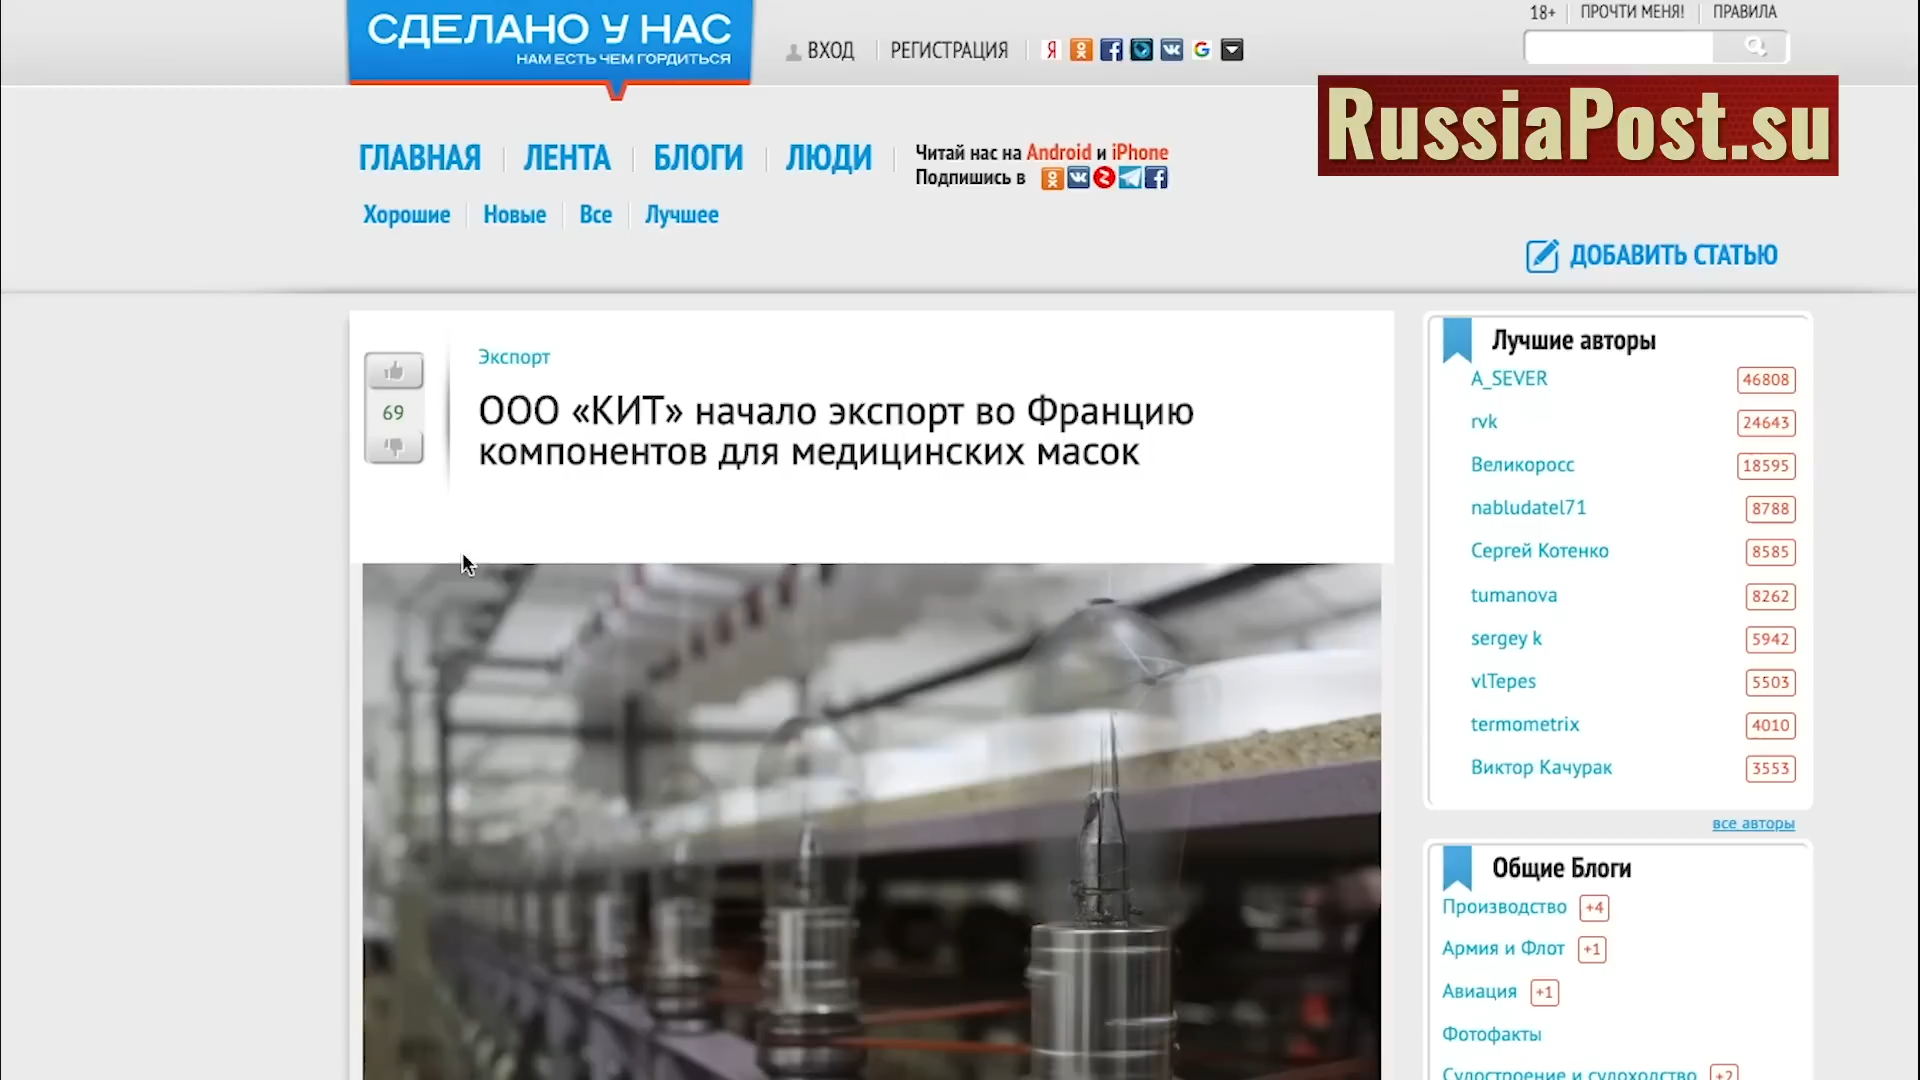 СДЕЛАНО У НАС
НАМ ЕСТЬ ЧЕМ ГОРДИТЬСЯ
ВХОД
РЕГИСТРАЦИЯ
18+
ПРОЧТИ МЕНЯ!
ПРАВИЛА
RussiaPost.su
ГЛАВНАЯ
ЛЕНТА
БЛОГИ
ЛЮДИ
Читай нас на Android и iPhone
Подпишись в
Хорошие
Новые
Все
Лучшее
ДОБАВИТЬ СТАТЬЮ
69
Экспорт
ООО «КИТ» начало экспорт во Францию
компонентов для медицинских масок
Лучшие авторы
A_SEVER 46808
rvk 24643
Великоросс 18595
nabludatel71 8788
Сергей Котенко 8585
tumanova 8262
sergey k 5942
vlTepes 5503
termometrix 4010
Виктор Качурак 3553
все авторы
Общие Блоги
Производство +4
Армия и Флот +1
Авиация +1
Фотофакты
Судостроение и судоходство +2